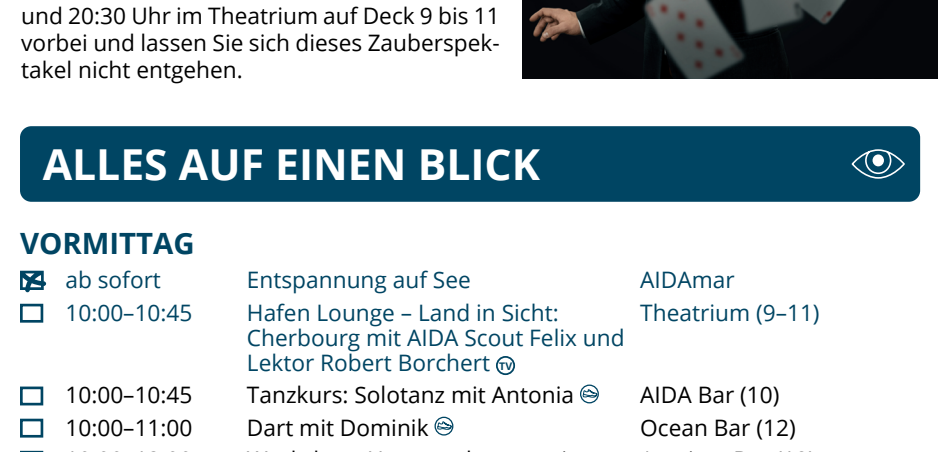 und 20:30 Uhr im Theatrium auf Deck 9 bis 11
vorbei und lassen Sie sich dieses Zauberspek-
takel nicht entgehen.
ALLES AUF EINEN BLICK
VORMITTAG
ab sofort Entspannung auf See AIDAmar
10:00–10:45 Hafen Lounge – Land in Sicht: Theatrium (9–11)
Cherbourg mit AIDA Scout Felix und
Lektor Robert Borchert TV
10:00–10:45 Tanzkurs: Solotanz mit Antonia AIDA Bar (10)
10:00–11:00 Dart mit Dominik Ocean Bar (12)